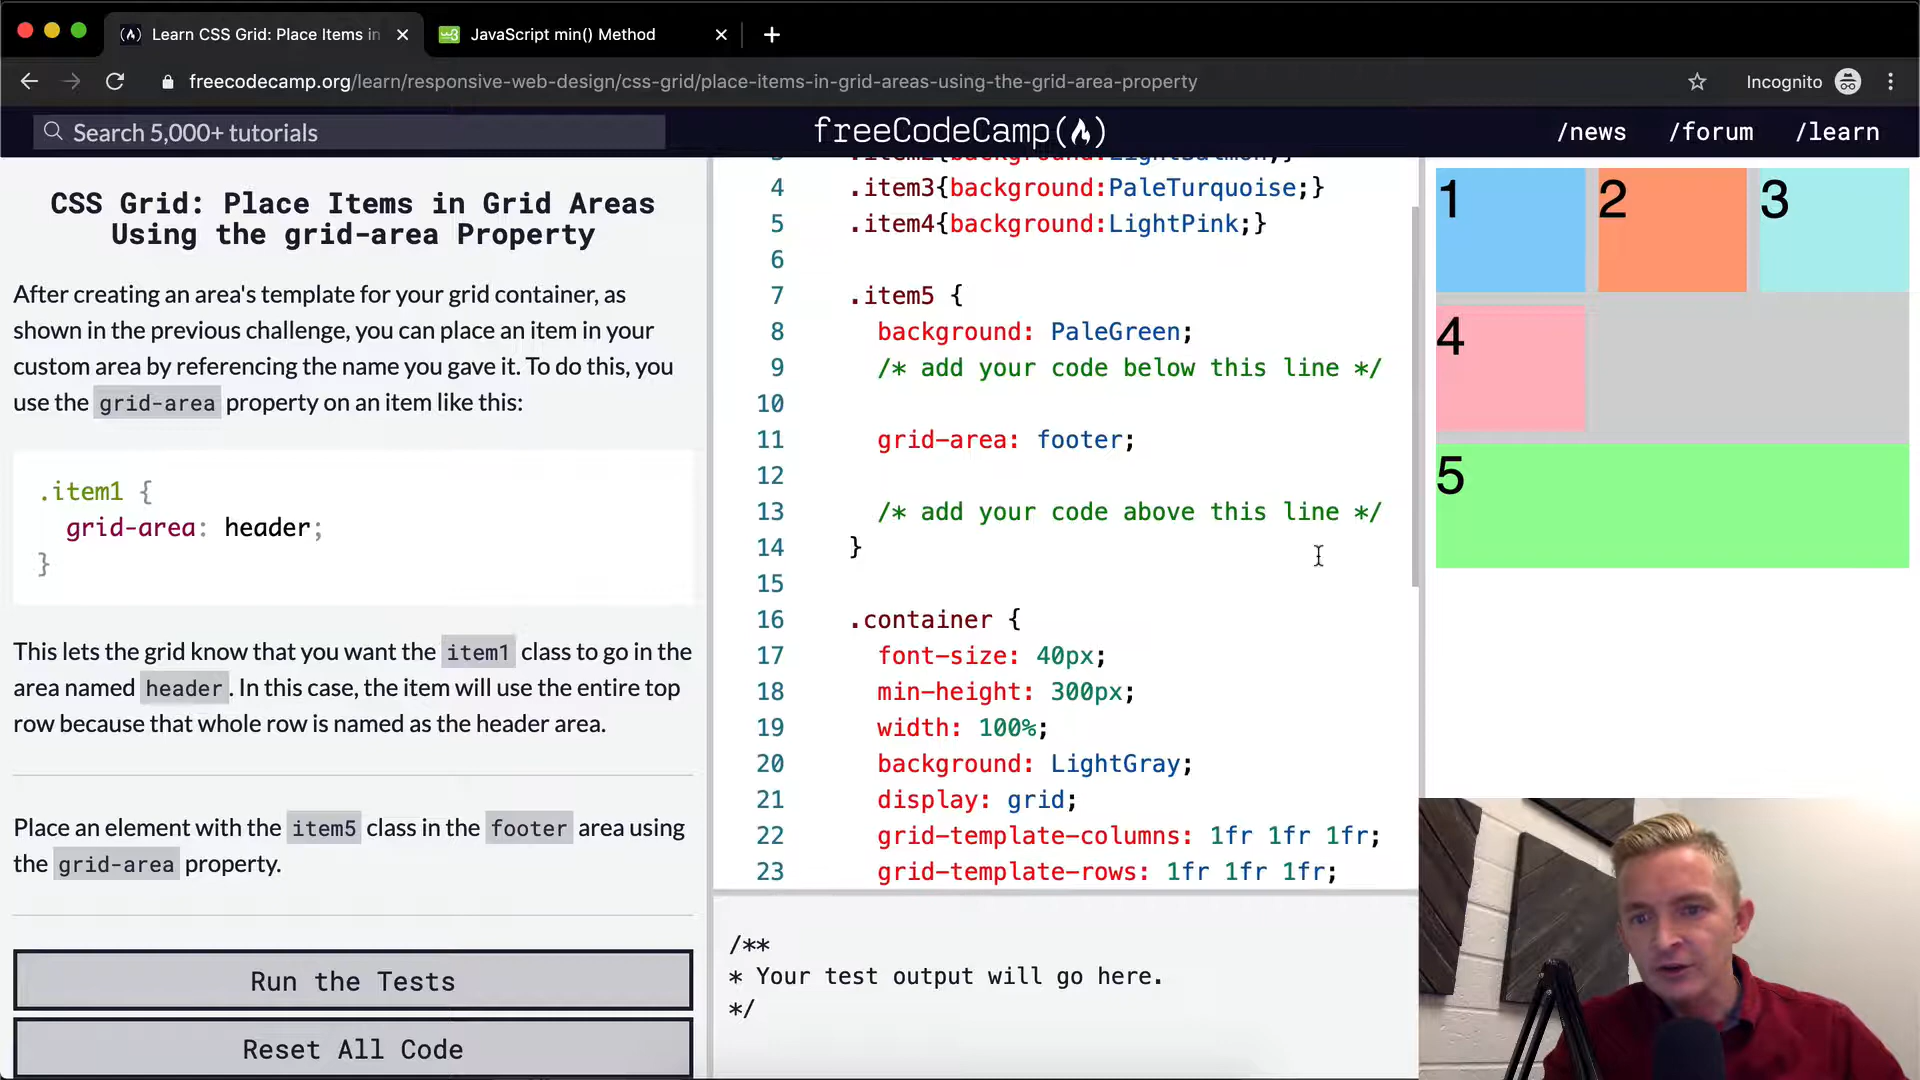 Learn CSS Grid: Place Items in
JavaScript min() Method
freecodecamp.org/learn/responsive-web-design/css-grid/place-items-in-grid-areas-using-the-grid-area-property
Incognito
Search 5,000+ tutorials
freeCodeCamp
/news
/forum
/learn
CSS Grid: Place Items in Grid Areas
Using the grid-area Property
After creating an area's template for your grid container, as
shown in the previous challenge, you can place an item in your
custom area by referencing the name you gave it. To do this, you
use the grid-area property on an item like this:
.item1 {
grid-area: header;
}
This lets the grid know that you want the item1 class to go in the
area named header . In this case, the item will use the entire top
row because that whole row is named as the header area.
Place an element with the item5 class in the footer area using
the grid-area property.
Run the Tests
Reset All Code
3 .item2{background:LightSalmon;}
4 .item3{background:PaleTurquoise;}
5 .item4{background:LightPink;}
6
7 .item5 {
8 background: PaleGreen;
9 /* add your code below this line */
10
11 grid-area: footer;
12
13 /* add your code above this line */
14 }
15
16 .container {
17 font-size: 40px;
18 min-height: 300px;
19 width: 100%;
20 background: LightGray;
21 display: grid;
22 grid-template-columns: 1fr 1fr 1fr;
23 grid-template-rows: 1fr 1fr 1fr;
/**
* Your test output will go here.
*/
1
2
3
4
5